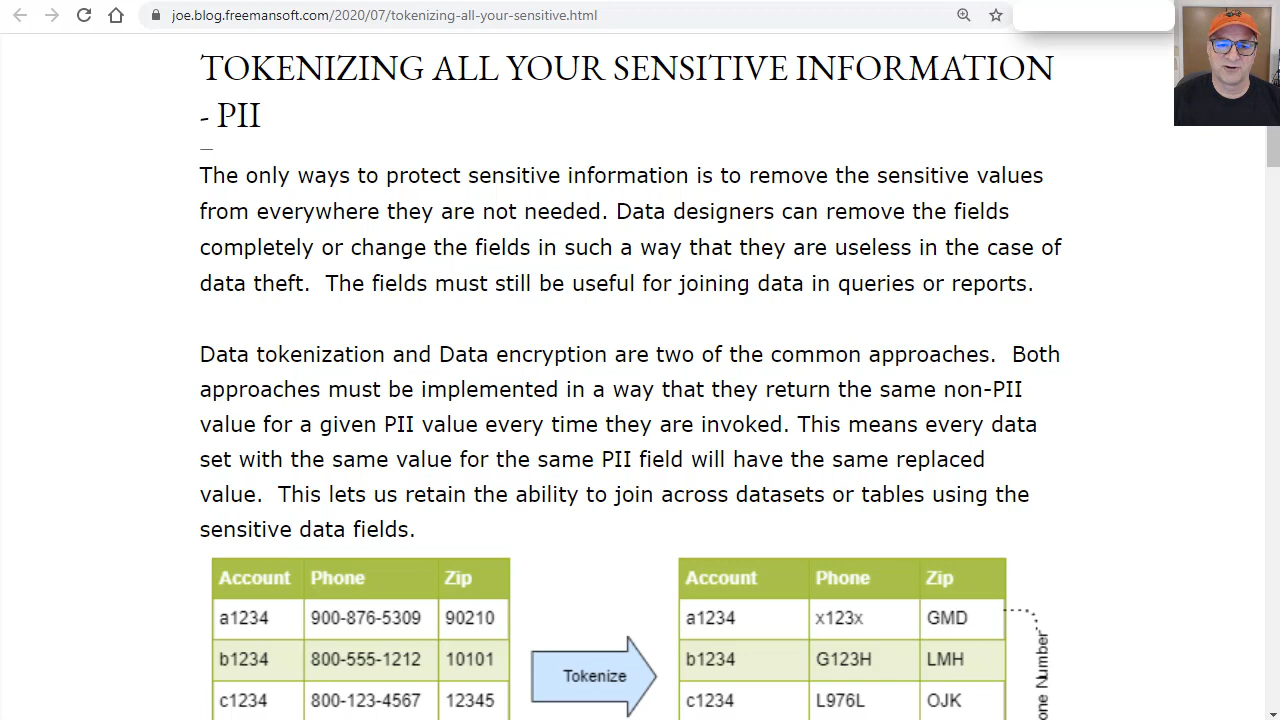 joe.blog.freemansoft.com/2020/07/tokenizing-all-your-sensitive.html
TOKENIZING ALL YOUR SENSITIVE INFORMATION
- PII
The only ways to protect sensitive information is to remove the sensitive values
from everywhere they are not needed. Data designers can remove the fields
completely or change the fields in such a way that they are useless in the case of
data theft.  The fields must still be useful for joining data in queries or reports.
Data tokenization and Data encryption are two of the common approaches.  Both
approaches must be implemented in a way that they return the same non-PII
value for a given PII value every time they are invoked. This means every data
set with the same value for the same PII field will have the same replaced
value.  This lets us retain the ability to join across datasets or tables using the
sensitive data fields.
Account Phone Zip
a1234 900-876-5309 90210
b1234 800-555-1212 10101
c1234 800-123-4567 12345
Tokenize
Account Phone Zip
a1234 x123x GMD
b1234 G123H LMH
c1234 L976L OJK
Number